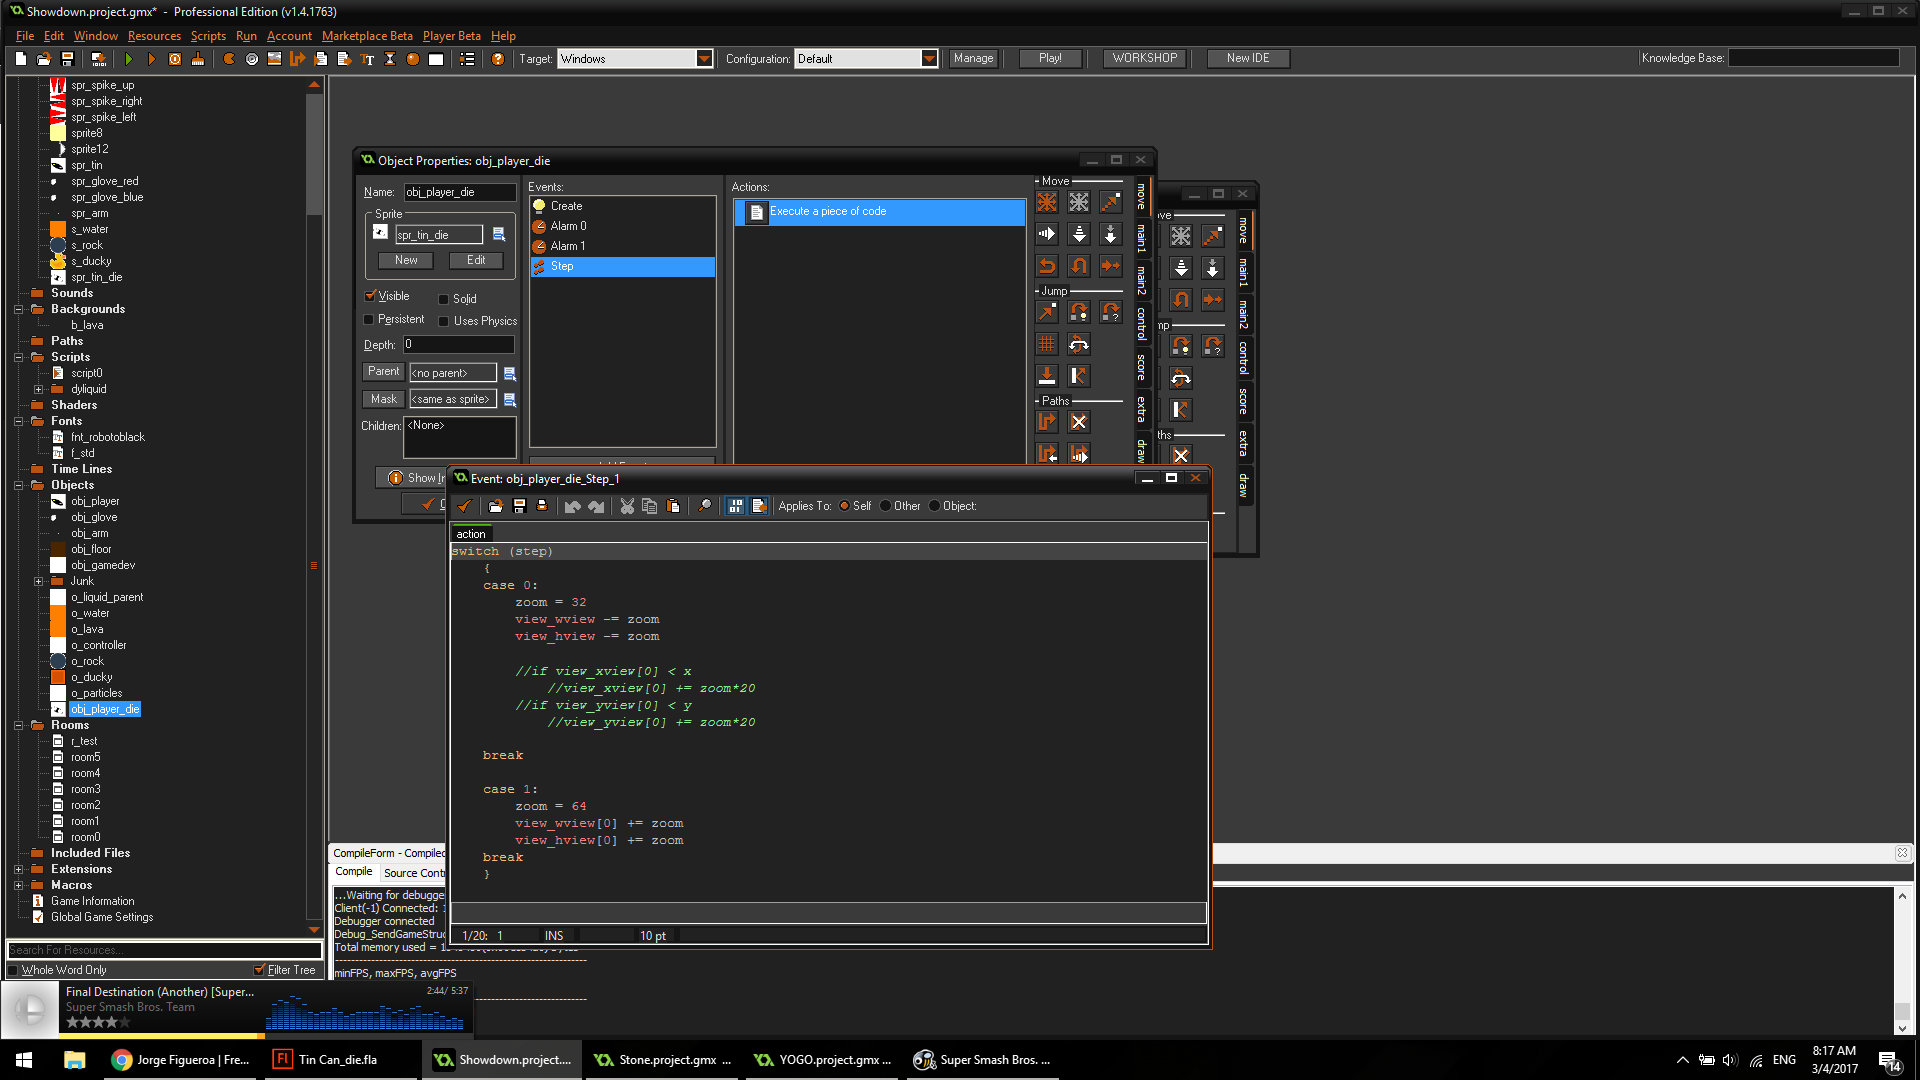 Showdown.project.gmx* - Professional Edition (v1.4.1763)
File Edit Window Resources Scripts Run Account Marketplace Beta Player Beta Help
Target: Windows Configuration: Default Manage Play! WORKSHOP New IDE Knowledge Base:
spr_spike_up
spr_spike_right
spr_spike_left
sprite8
sprite12
spr_tin
spr_glove_red
spr_glove_blue
spr_arm
s_water
s_rock
s_ducky
spr_tin_die
Sounds
Backgrounds
b_lava
Paths
Scripts
script0
dyliquid
Shaders
Fonts
fnt_robotoblack
f_std
Time Lines
Objects
obj_player
obj_glove
obj_arm
obj_floor
obj_gamedev
Junk
o_liquid_parent
o_water
o_lava
o_controller
o_rock
o_ducky
o_particles
obj_player_die
Rooms
r_test
room5
room4
room3
room2
room1
room0
Included Files
Extensions
Macros
Game Information
Global Game Settings
Search For Resources...
Whole Word Only Filter Tree
Object Properties: obj_player_die
Name: obj_player_die
Sprite
spr_tin_die
New Edit
Visible Solid
Persistent Uses Physics
Depth: 0
Parent <no parent>
Mask <same as sprite>
Children: <None>
Events:
Create
Alarm 0
Alarm 1
Step
Actions:
Execute a piece of code
Move
Jump
Paths
move
main1
main2
control
score
extra
draw
move
main1
main2
control
score
extra
draw
Event: obj_player_die_Step_1
Applies To: Self Other Object:
action
switch (step)
{
case 0:
zoom = 32
view_wview -= zoom
view_hview -= zoom
//if view_xview[0] < x
//view_xview[0] += zoom*20
//if view_yview[0] < y
//view_yview[0] += zoom*20
break
case 1:
zoom = 64
view_wview[0] += zoom
view_hview[0] += zoom
break
}
1/20: 1 INS 10 pt
CompileForm - Compiled
Compile Source Contr
...Waiting for debugge
Client(-1) Connected:
Debugger connected
Debug_SendGameStruc
Total memory used =
minFPS, maxFPS, avgFPS
Final Destination (Another) [Super...
2:44/ 5:37
Super Smash Bros. Team
Jorge Figueroa | Fre...
Tin Can_die.fla
Showdown.project....
Stone.project.gmx ...
YOGO.project.gmx ...
Super Smash Bros. ...
ENG
8:17 AM
3/4/2017
14